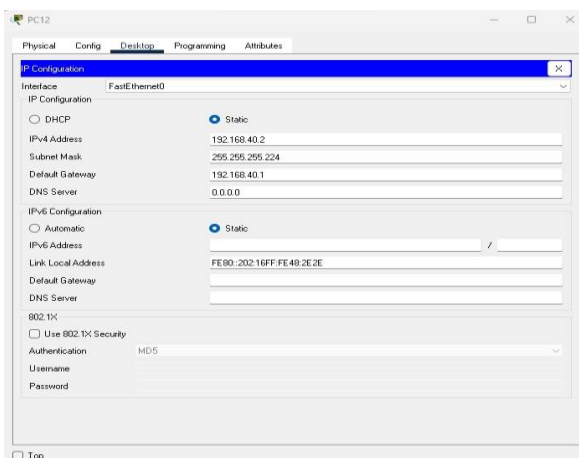 PC12
Physical Config Desktop Programming Attributes
IP Configuration X
Interface FastEthernet0
IP Configuration
DHCP Static
IPv4 Address 192.168.40.2
Subnet Mask 255.255.255.224
Default Gateway 192.168.40.1
DNS Server 0.0.0.0
IPv6 Configuration
Automatic Static
IPv6 Address /
Link Local Address FE80::202:16FF:FE48:2E2E
Default Gateway
DNS Server
802.1X
Use 802.1X Security
Authentication MD5
Username
Password
Top